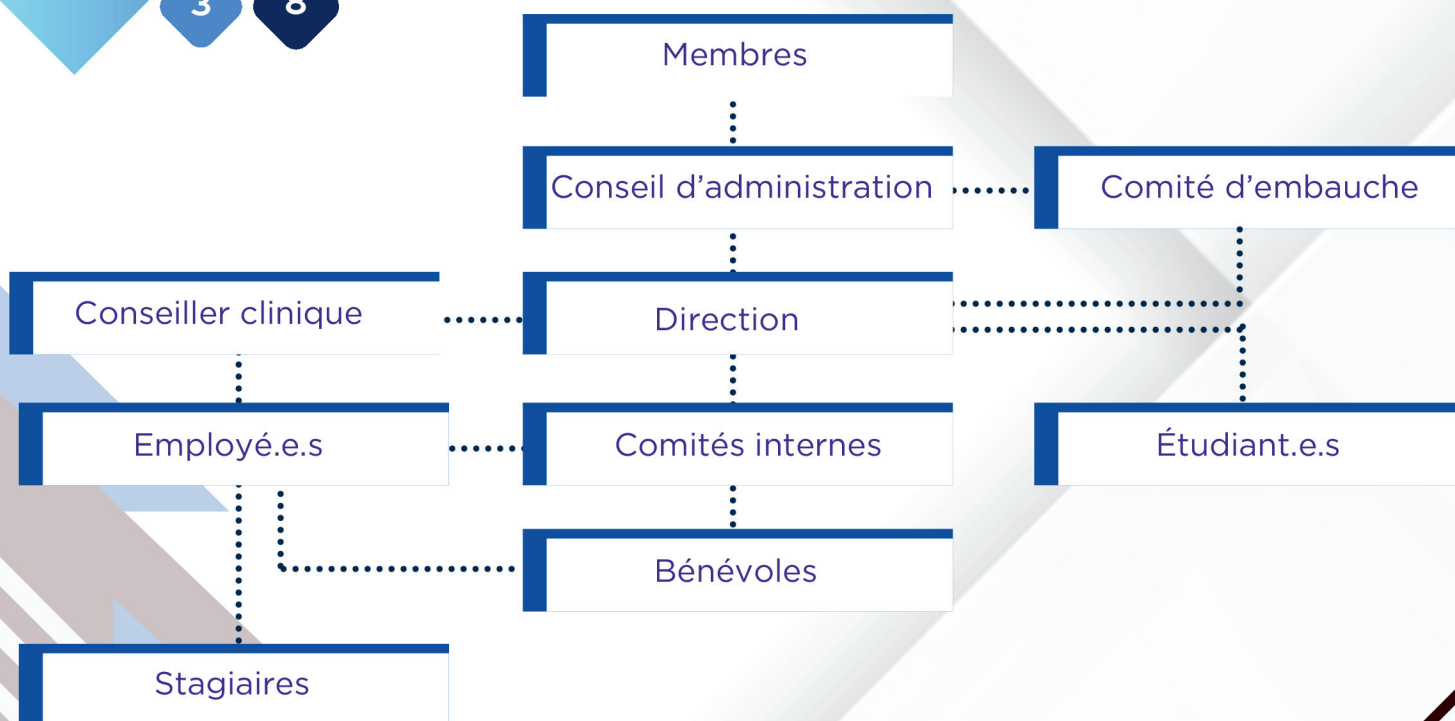 3 8
Membres
Conseil d'administration
Comité d'embauche
Conseiller clinique
Direction
Employé.e.s
Comités internes
Étudiant.e.s
Bénévoles
Stagiaires